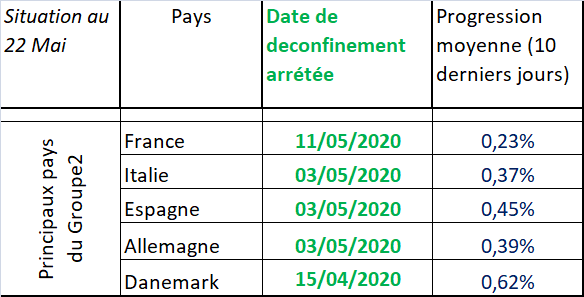 Situation au
22 Mai
Pays
Date de
deconfinement
arrétée
Progression
moyenne (10
derniers jours)
Principaux pays
du Groupe2
France
11/05/2020
0,23%
Italie
03/05/2020
0,37%
Espagne
03/05/2020
0,45%
Allemagne
03/05/2020
0,39%
Danemark
15/04/2020
0,62%